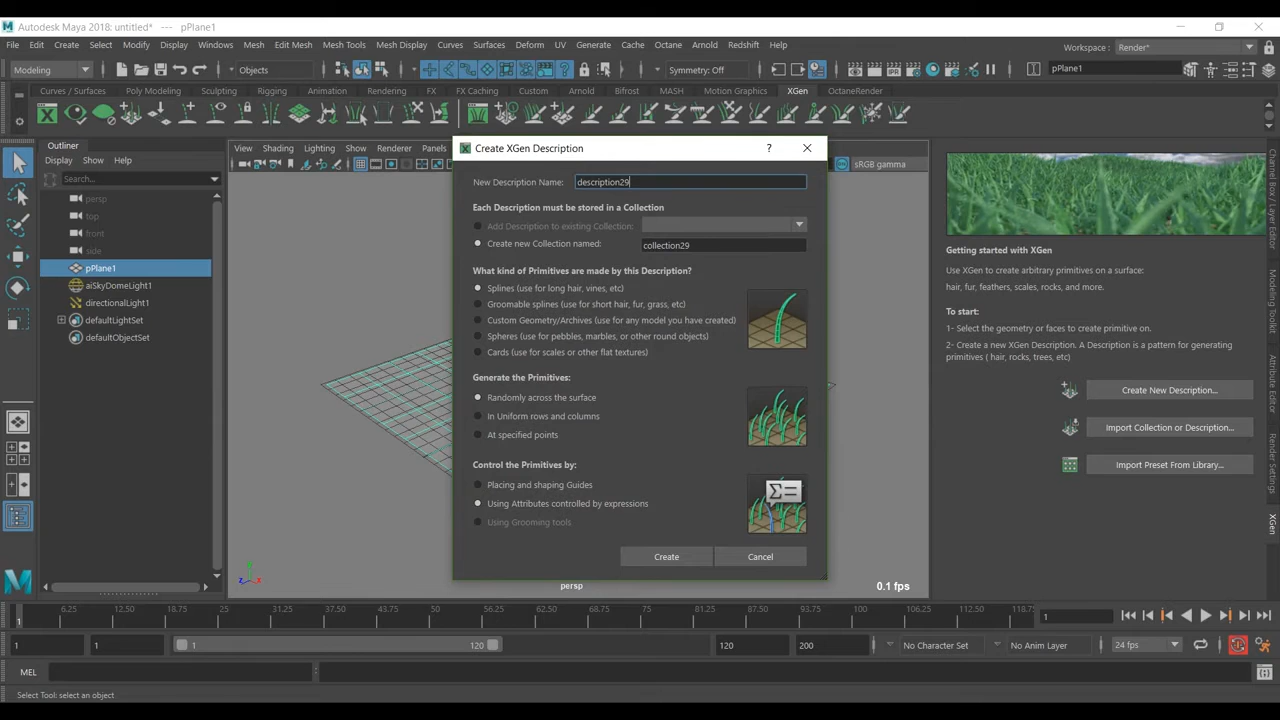 Autodesk Maya 2018: untitled* --- pPlane1
File Edit Create Select Modify Display Windows Mesh Edit Mesh Mesh Tools Mesh Display Curves Surfaces Deform UV Generate Cache Octane Arnold Redshift Help
Workspace : Render*
Modeling
Objects
Symmetry: Off
pPlane1
Curves / Surfaces Poly Modeling Sculpting Rigging Animation Rendering FX FX Caching Custom Arnold Bifrost MASH Motion Graphics XGen OctaneRender
Outliner
Display Show Help
Search...
persp
top
front
side
pPlane1
aiSkyDomeLight1
directionalLight1
defaultLightSet
defaultObjectSet
View Shading Lighting Show Renderer Panels
sRGB gamma
Create XGen Description
?
New Description Name: description29
Each Description must be stored in a Collection
Add Description to existing Collection:
Create new Collection named: collection29
What kind of Primitives are made by this Description?
Splines (use for long hair, vines, etc)
Groomable splines (use for short hair, fur, grass, etc)
Custom Geometry/Archives (use for any model you have created)
Spheres (use for pebbles, marbles, or other round objects)
Cards (use for scales or other flat textures)
Generate the Primitives:
Randomly across the surface
In Uniform rows and columns
At specified points
Control the Primitives by:
Placing and shaping Guides
Using Attributes controlled by expressions
Using Grooming tools
Σ=
Create Cancel
persp
0.1 fps
Getting started with XGen
Use XGen to create arbitrary primitives on a surface:
hair, fur, feathers, scales, rocks, and more.
To start:
1- Select the geometry or faces to create primitive on.
2- Create a new XGen Description. A Description is a pattern for generating
primitives ( hair, rocks, trees, etc)
Create New Description...
Import Collection or Description...
Import Preset From Library...
Channel Box / Layer Editor
Attribute Editor
Render Settings
XGen
1 6.25 12.50 18.75 25 31.25 37.50 43.75 50 56.25 62.50 68.75 75 81.25 87.50 93.75 100 106.25 112.50 118.75
1
1 1 1 120 120 200 No Character Set No Anim Layer 24 fps
MEL
Select Tool: select an object